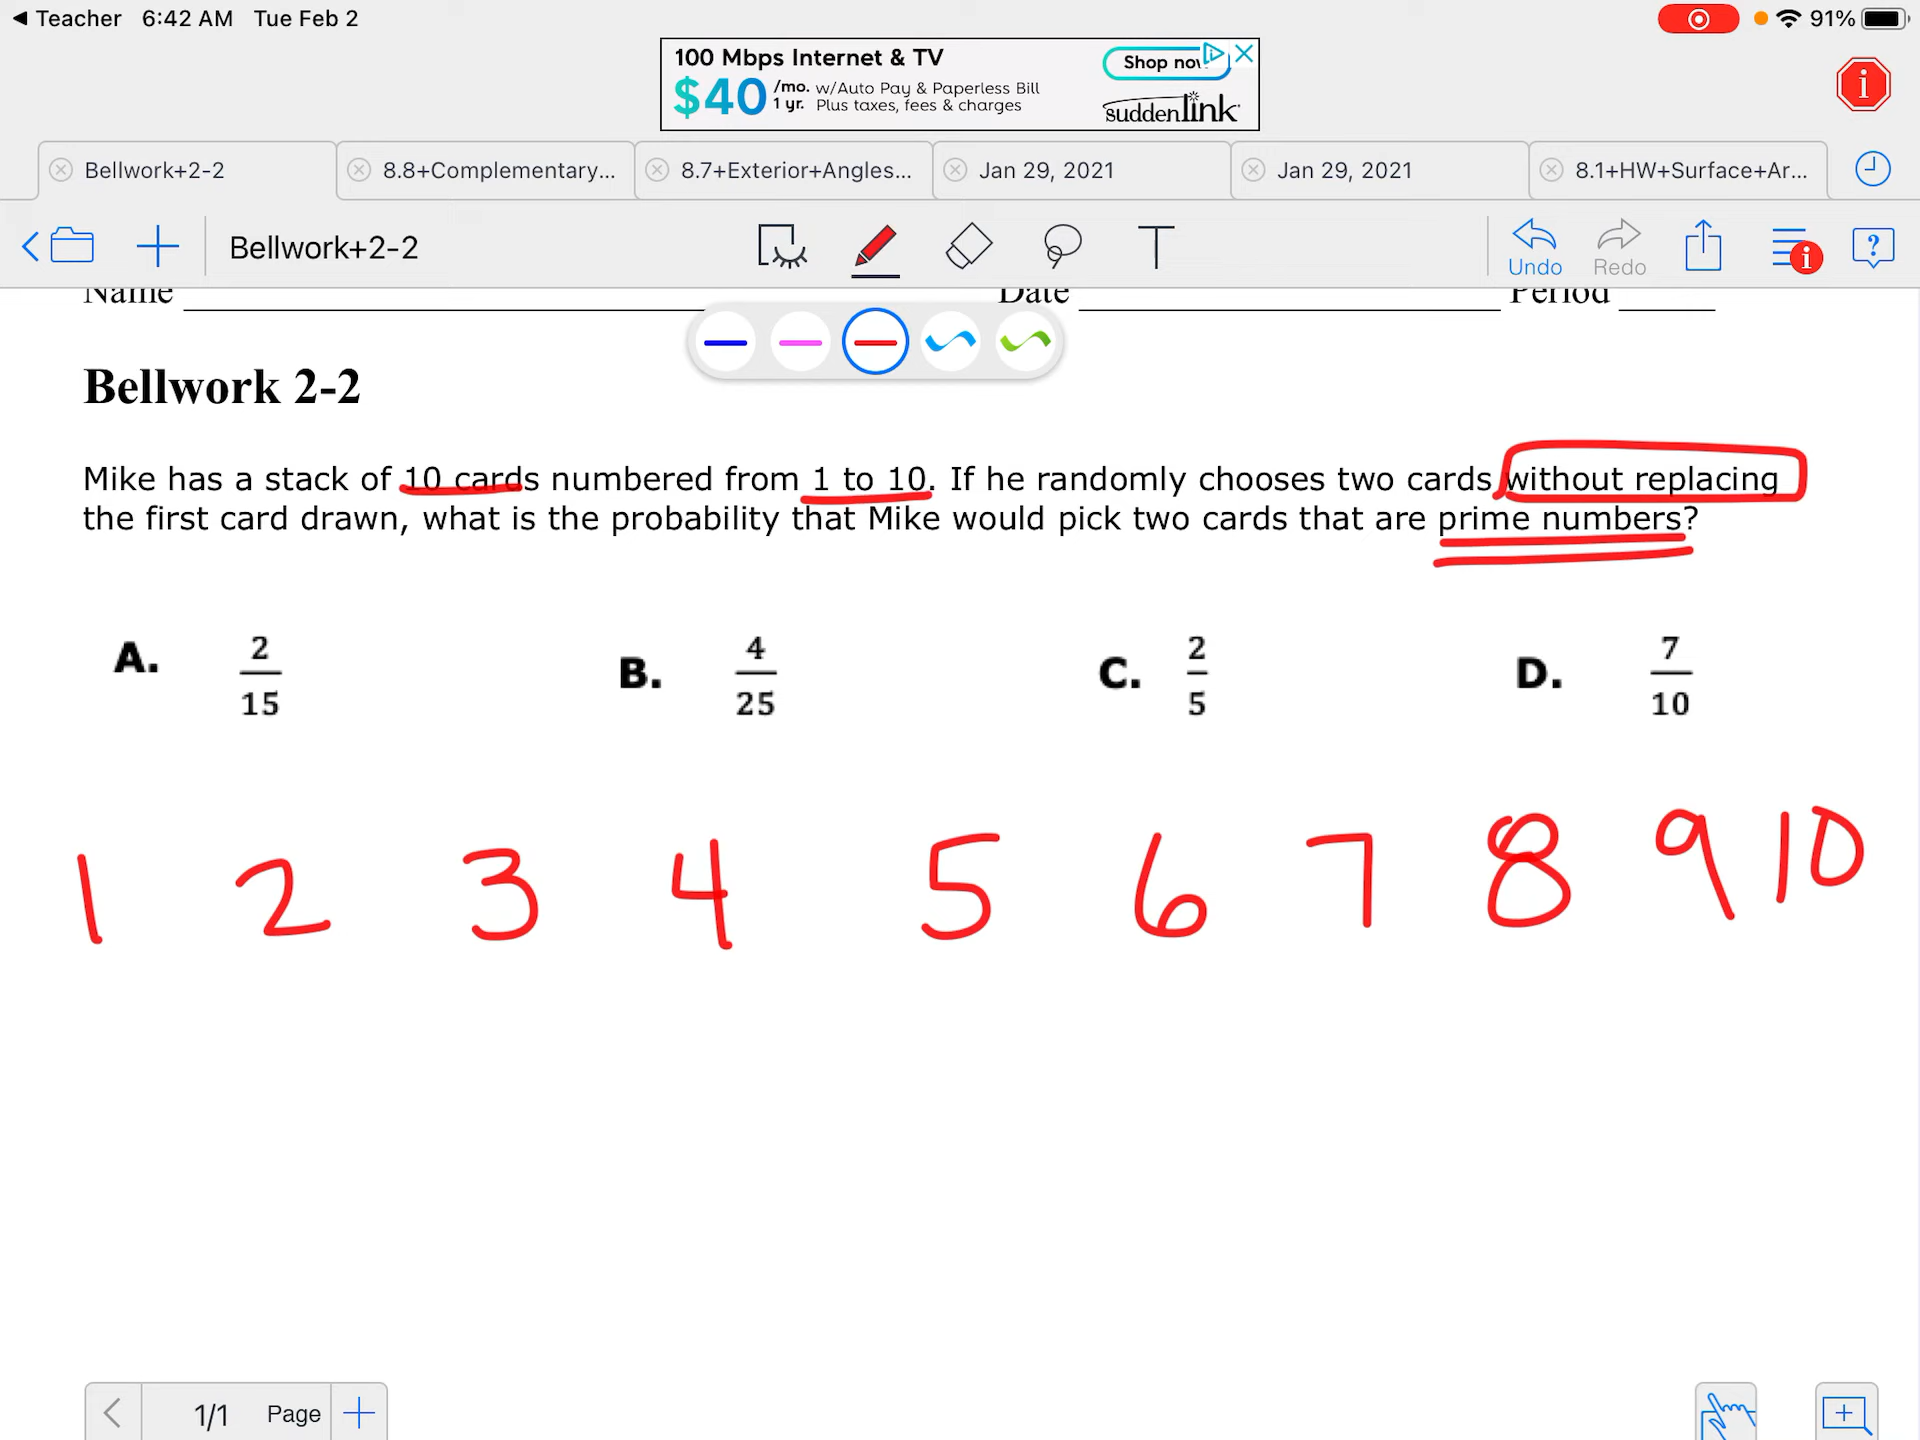 ◀ Teacher 6:42 AM Tue Feb 2 91%
100 Mbps Internet & TV
$40 /mo. 1 yr. w/Auto Pay & Paperless Bill
Plus taxes, fees & charges
Shop now
suddenlink
Bellwork+2-2 8.8+Complementary... 8.7+Exterior+Angles... Jan 29, 2021 Jan 29, 2021 8.1+HW+Surface+Ar...
Bellwork+2-2 T Undo Redo
Name Date Period
Bellwork 2-2
Mike has a stack of 10 cards numbered from 1 to 10. If he randomly chooses two cards without replacing
the first card drawn, what is the probability that Mike would pick two cards that are prime numbers?
A. 2/15 B. 4/25 C. 2/5 D. 7/10
1 2 3 4 5 6 7 8 9 10
1/1 Page